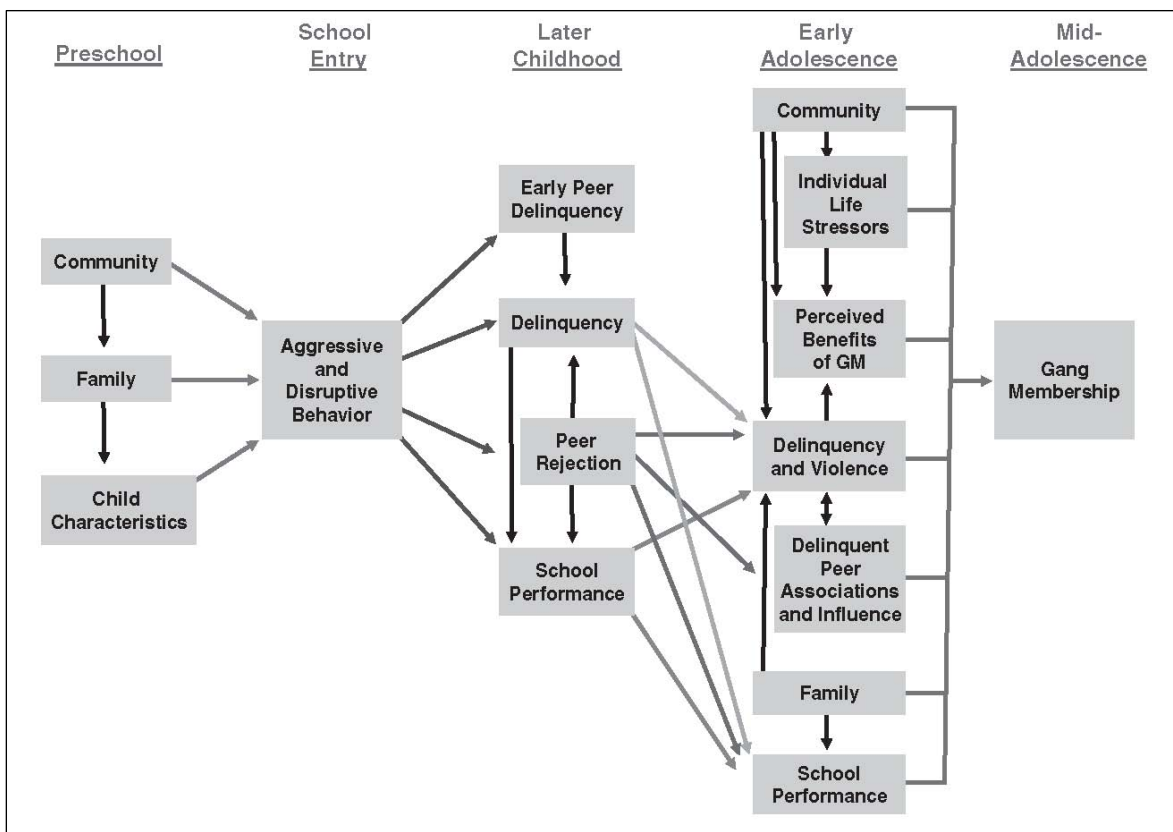 Preschool
School
Entry
Later
Childhood
Early
Adolescence
Mid-
Adolescence
Community
Family
Child
Characteristics
Aggressive
and
Disruptive
Behavior
Early Peer
Delinquency
Delinquency
Peer
Rejection
School
Performance
Community
Individual
Life
Stressors
Perceived
Benefits
of GM
Delinquency
and Violence
Delinquent
Peer
Associations
and Influence
Family
School
Performance
Gang
Membership